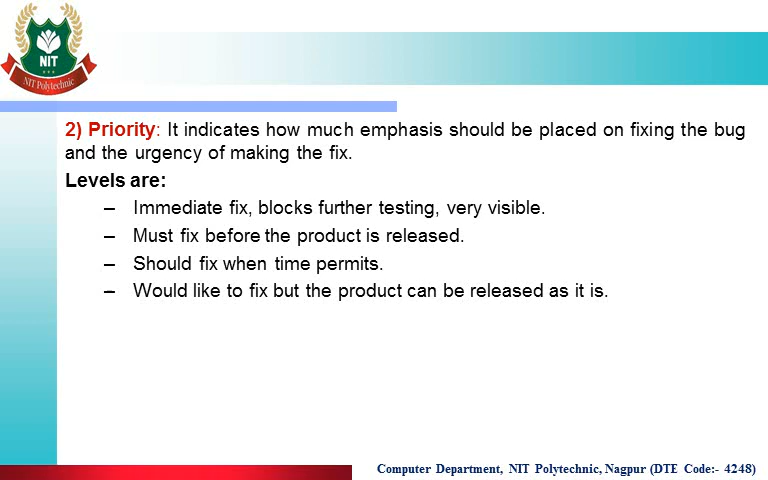 NIT
NIT Polytechnic
2) Priority: It indicates how much emphasis should be placed on fixing the bug
and the urgency of making the fix.
Levels are:
– Immediate fix, blocks further testing, very visible.
– Must fix before the product is released.
– Should fix when time permits.
– Would like to fix but the product can be released as it is.
Computer Department, NIT Polytechnic, Nagpur (DTE Code:- 4248)